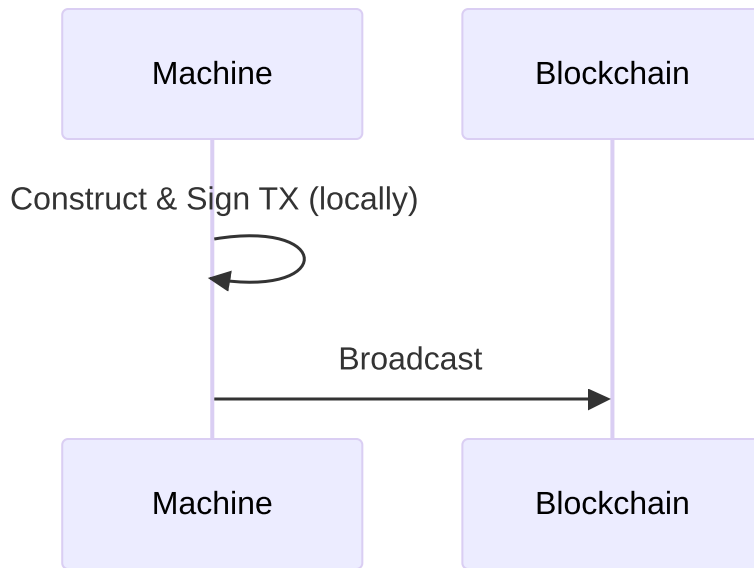 Machine
Blockchain
Construct & Sign TX (locally)
Broadcast
Machine
Blockchain